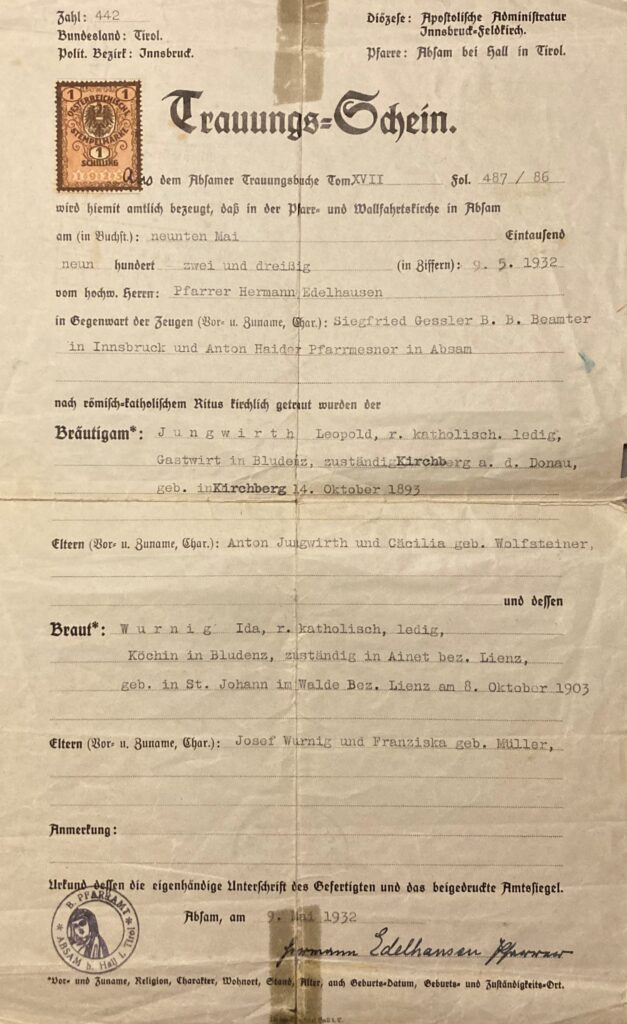 Zahl: 442
Bundesland: Tirol.
Polit. Bezirk: Innsbruck.
Diözese: Apostolische Administratur
Innsbruck-Feldkirch.
Pfarre: Absam bei Hall in Tirol.
1 1
OESTERREICHISCHE
STEMPELMARKE
1
SCHILLING
1925
Trauungs-Schein.
Aus dem Absamer Trauungsbuche Tom XVII Fol. 487 / 86
wird hiemit amtlich bezeugt, daß in der Pfarr- und Wallfahrtskirche in Absam
am (in Buchst.): neunten Mai Eintausend
neun hundert zwei und dreißig (in Ziffern): 9. 5. 1932
vom hochw. Herrn: Pfarrer Hermann Edelhausen
in Gegenwart der Zeugen (Vor- u. Zuname, Char.): Siegfried Gessler B. B. Beamter
in Innsbruck und Anton Haider Pfarrmesner in Absam
nach römisch-katholischem Ritus kirchlich getraut wurden der
Bräutigam*: Jungwirth Leopold, r. katholisch. ledig,
Gastwirt in Bludenz, zuständig Kirchberg a. d. Donau,
geb. in Kirchberg 14. Oktober 1893
Eltern (Vor- u. Zuname, Char.): Anton Jungwirth und Cäcilia geb. Wolfsteiner,
und dessen
Braut*: Wurnig Ida, r. katholisch, ledig,
Köchin in Bludenz, zuständig in Ainet bez. Lienz,
geb. in St. Johann im Walde Bez. Lienz am 8. Oktober 1903
Eltern (Vor- u. Zuname, Char.): Josef Wurnig und Franziska geb. Müller,
Anmerkung:
Urkund dessen die eigenhändige Unterschrift des Gefertigten und das beigedruckte Amtssiegel.
Absam, am 9. Mai 1932
PFARRAMT
ABSAM b. Hall i. Tirol
Hermann Edelhausen Pfarrer
*Vor- und Zuname, Religion, Charakter, Wohnort, Stand, Alter, auch Geburts-Datum, Geburts- und Zuständigkeits-Ort.